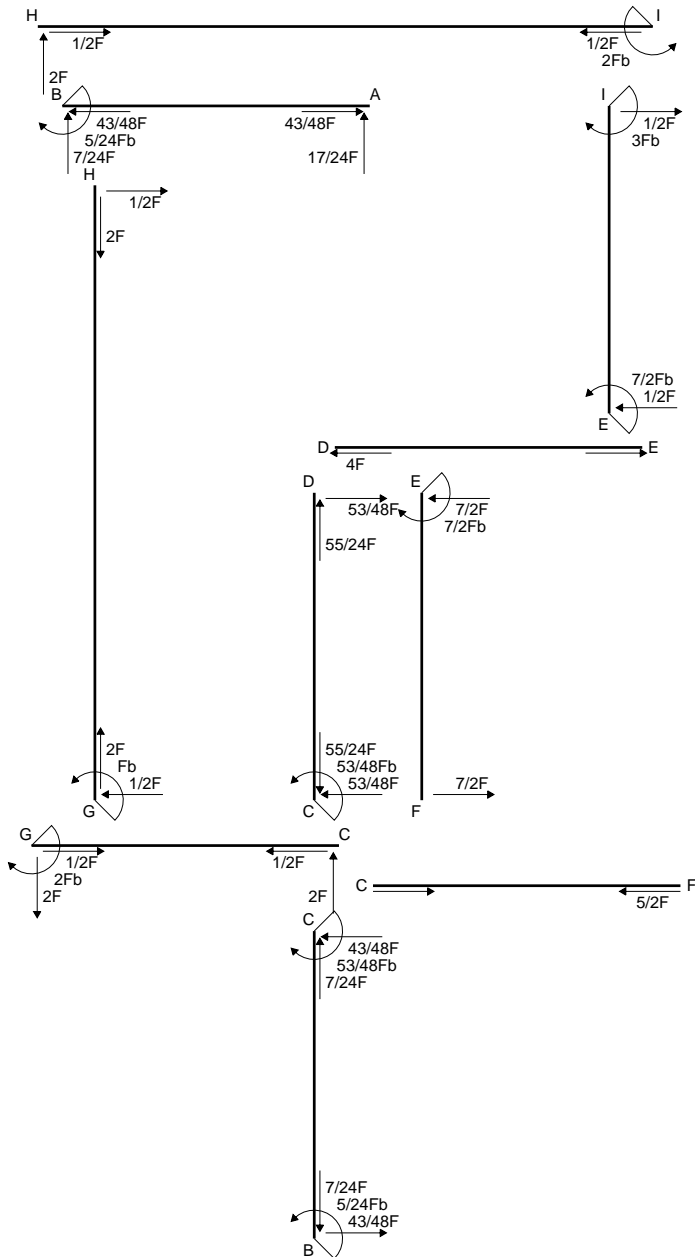 H I
1/2F 1/2F
2Fb
2F
B A I
43/48F 43/48F 1/2F
5/24Fb 3Fb
7/24F 17/24F
H
1/2F
2F
7/2Fb
1/2F
E
D E
4F
D E
53/48F 7/2F
7/2Fb
55/24F
2F 55/24F
Fb 53/48Fb
1/2F 53/48F 7/2F
G C F
G C
1/2F 1/2F
2Fb
2F 2F
C F
5/2F
C
43/48F
53/48Fb
7/24F
7/24F
5/24Fb
43/48F
B